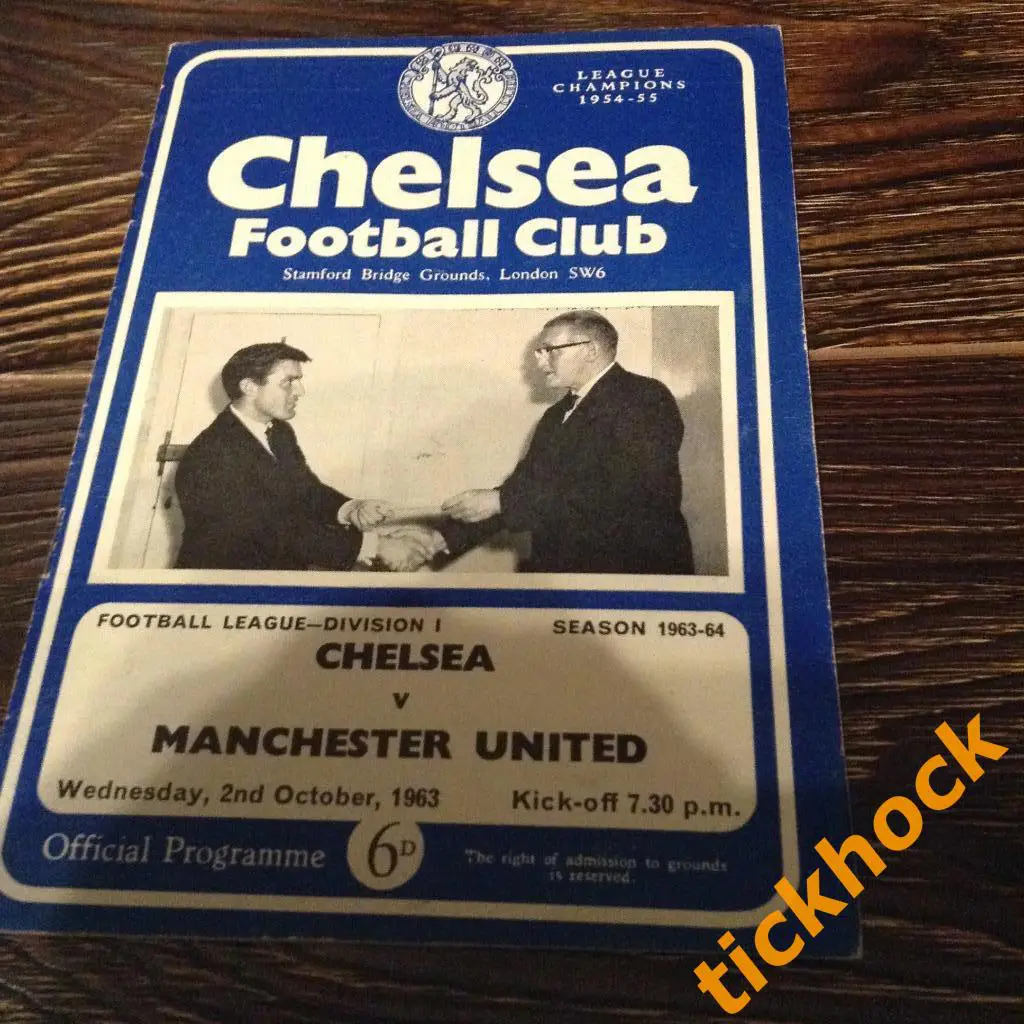 LEAGUE
CHAMPIONS
1954-55
Chelsea
Football Club
Stamford Bridge Grounds, London SW6
FOOTBALL LEAGUE—DIVISION I
SEASON 1963-64
CHELSEA
v
MANCHESTER UNITED
Wednesday, 2nd October, 1963
Kick-off 7.30 p.m.
Official Programme
6D
The right of admission to grounds
is reserved.
tickhock